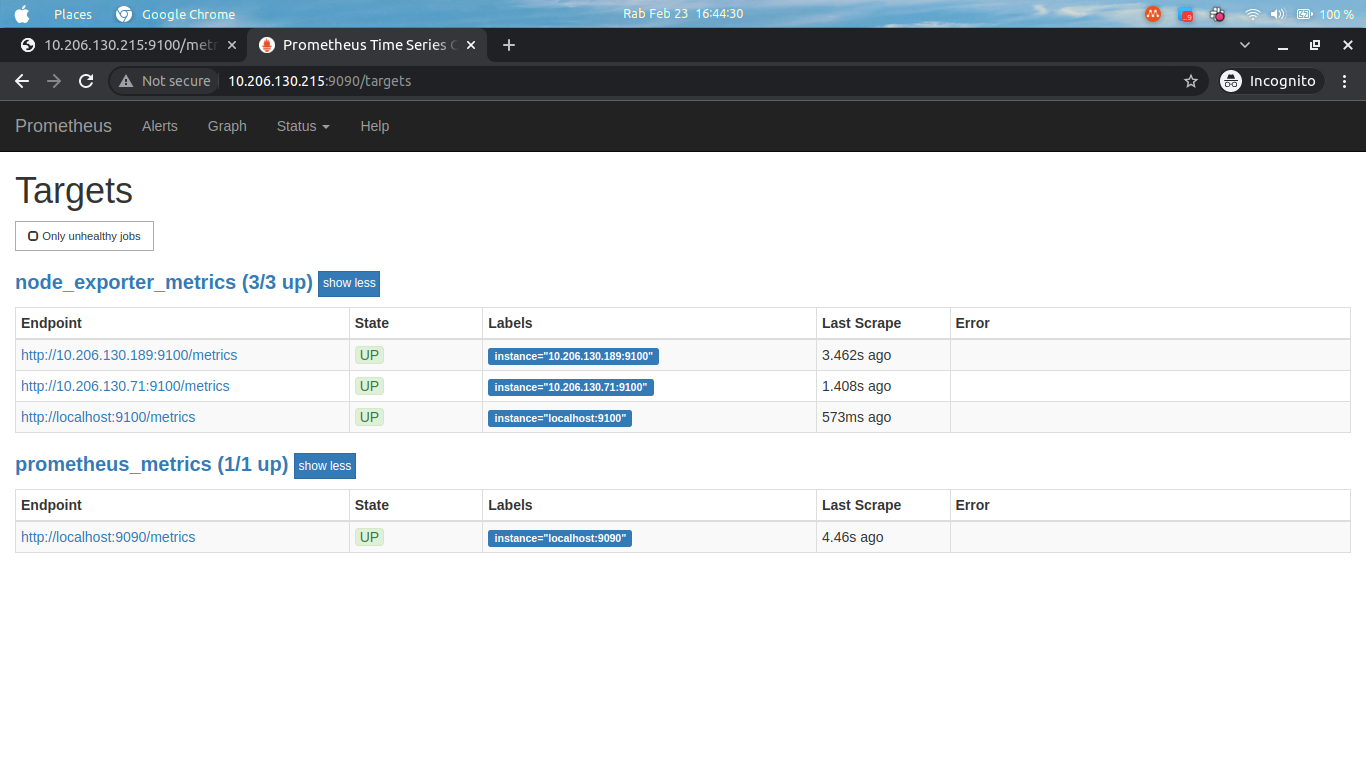 Places Google Chrome Rab Feb 23 16:44:30 100 %
10.206.130.215:9100/metr Prometheus Time Series C
Not secure 10.206.130.215:9090/targets Incognito
Prometheus Alerts Graph Status Help
Targets
Only unhealthy jobs
node_exporter_metrics (3/3 up) show less
Endpoint State Labels Last Scrape Error
http://10.206.130.189:9100/metrics UP instance="10.206.130.189:9100" 3.462s ago
http://10.206.130.71:9100/metrics UP instance="10.206.130.71:9100" 1.408s ago
http://localhost:9100/metrics UP instance="localhost:9100" 573ms ago
prometheus_metrics (1/1 up) show less
Endpoint State Labels Last Scrape Error
http://localhost:9090/metrics UP instance="localhost:9090" 4.46s ago